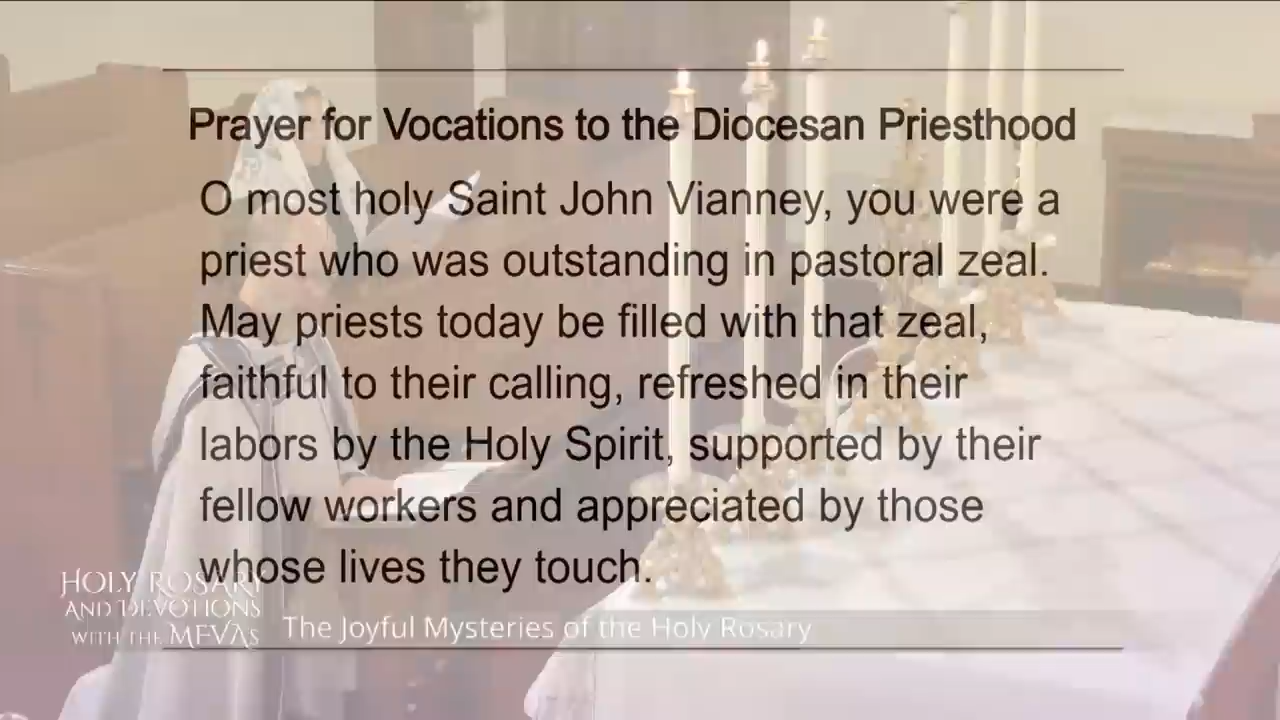 Prayer for Vocations to the Diocesan Priesthood
O most holy Saint John Vianney, you were a
priest who was outstanding in pastoral zeal.
May priests today be filled with that zeal,
faithful to their calling, refreshed in their
labors by the Holy Spirit, supported by their
fellow workers and appreciated by those
whose lives they touch.
HOLY ROSARY
AND DEVOTIONS
WITH THE MFVAS
The Joyful Mysteries of the Holy Rosary